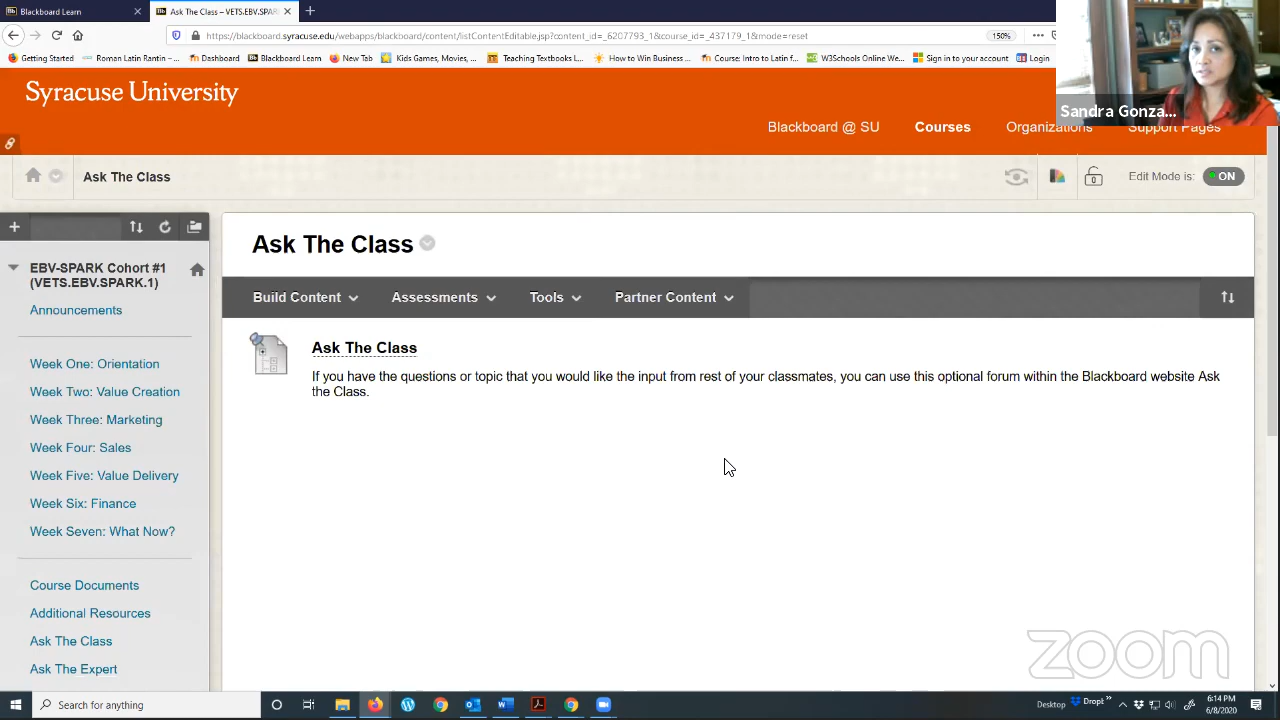 Blackboard Learn
Ask The Class – VETS.EBV.SPARK
https://blackboard.syracuse.edu/webapps/blackboard/content/listContentEditable.jsp?content_id=_6207793_1&course_id=_437179_1&mode=reset
150%
Getting Started
Roman Latin Rantin –...
Dashboard
Blackboard Learn
New Tab
Kids Games, Movies,...
Teaching Textbooks L...
How to Win Business ...
Course: Intro to Latin f...
W3Schools Online We...
Sign in to your account
Login
Sandra Gonza...
Syracuse University
Blackboard @ SU
Courses
Organizations
Support Pages
Ask The Class
Edit Mode is:
ON
EBV-SPARK Cohort #1
(VETS.EBV.SPARK.1)
Announcements
Week One: Orientation
Week Two: Value Creation
Week Three: Marketing
Week Four: Sales
Week Five: Value Delivery
Week Six: Finance
Week Seven: What Now?
Course Documents
Additional Resources
Ask The Class
Ask The Expert
Ask The Class
Build Content
Assessments
Tools
Partner Content
Ask The Class
If you have the questions or topic that you would like the input from rest of your classmates, you can use this optional forum within the Blackboard website Ask
the Class.
zoom
Search for anything
Desktop
Dropt
6:14 PM
6/8/2020